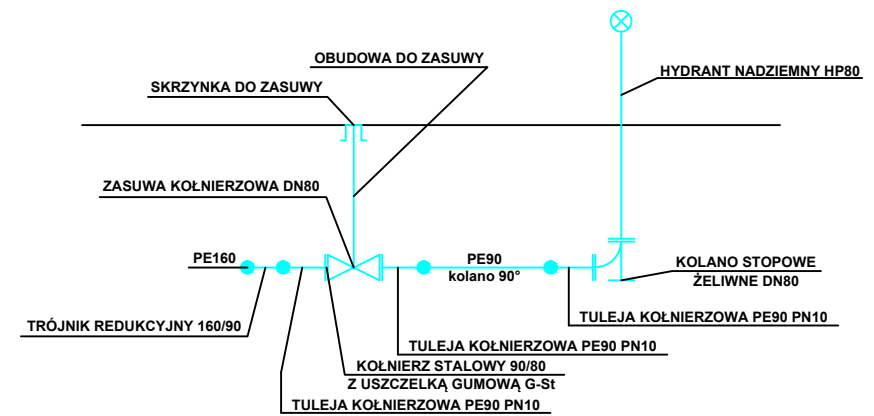 OBUDOWA DO ZASUWY
HYDRANT NADZIEMNY HP80
SKRZYNKA DO ZASUWY
ZASUWA KOŁNIERZOWA DN80
PE160
PE90
kolano 90°
KOLANO STOPOWE
ŻELIWNE DN80
TRÓJNIK REDUKCYJNY 160/90
TULEJA KOŁNIERZOWA PE90 PN10
TULEJA KOŁNIERZOWA PE90 PN10
KOŁNIERZ STALOWY 90/80
Z USZCZELKĄ GUMOWĄ G-St
TULEJA KOŁNIERZOWA PE90 PN10